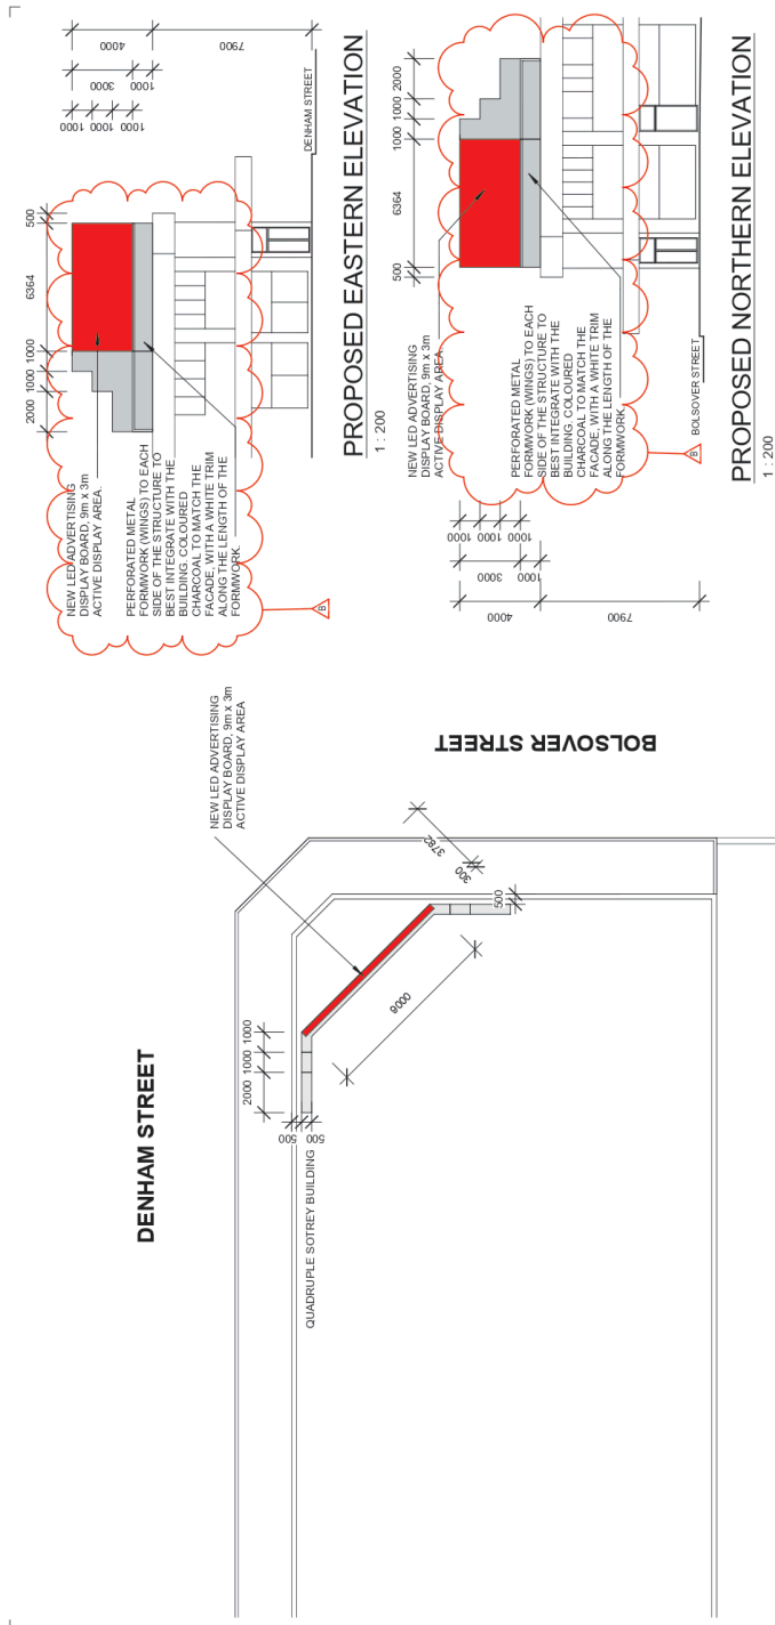 4000
7900
3000
1000
1000
1000
1000
1000
DENHAM STREET
500
6364
1000
1000
2000
NEW LED ADVERTISING
DISPLAY BOARD, 9m x 3m
ACTIVE DISPLAY AREA.
PERFORATED METAL
FORMWORK (WINGS) TO EACH
SIDE OF THE STRUCTURE TO
BEST INTEGRATE WITH THE
BUILDING. COLOURED
CHARCOAL TO MATCH THE
FACADE, WITH A WHITE TRIM
ALONG THE LENGTH OF THE
FORMWORK.
B
PROPOSED EASTERN ELEVATION
1 : 200
2000
1000
1000
6364
500
NEW LED ADVERTISING
DISPLAY BOARD, 9m x 3m
ACTIVE DISPLAY AREA.
PERFORATED METAL
FORMWORK (WINGS) TO EACH
SIDE OF THE STRUCTURE TO
BEST INTEGRATE WITH THE
BUILDING. COLOURED
CHARCOAL TO MATCH THE
FACADE, WITH A WHITE TRIM
ALONG THE LENGTH OF THE
FORMWORK.
BOLSOVER STREET
B
1000
1000
1000
3000
1000
4000
7900
PROPOSED NORTHERN ELEVATION
1 : 200
NEW LED ADVERTISING
DISPLAY BOARD, 9m x 3m
ACTIVE DISPLAY AREA
BOLSOVER STREET
3782
300
500
9000
DENHAM STREET
1000
1000
2000
500
500
QUADRUPLE SOTREY BUILDING